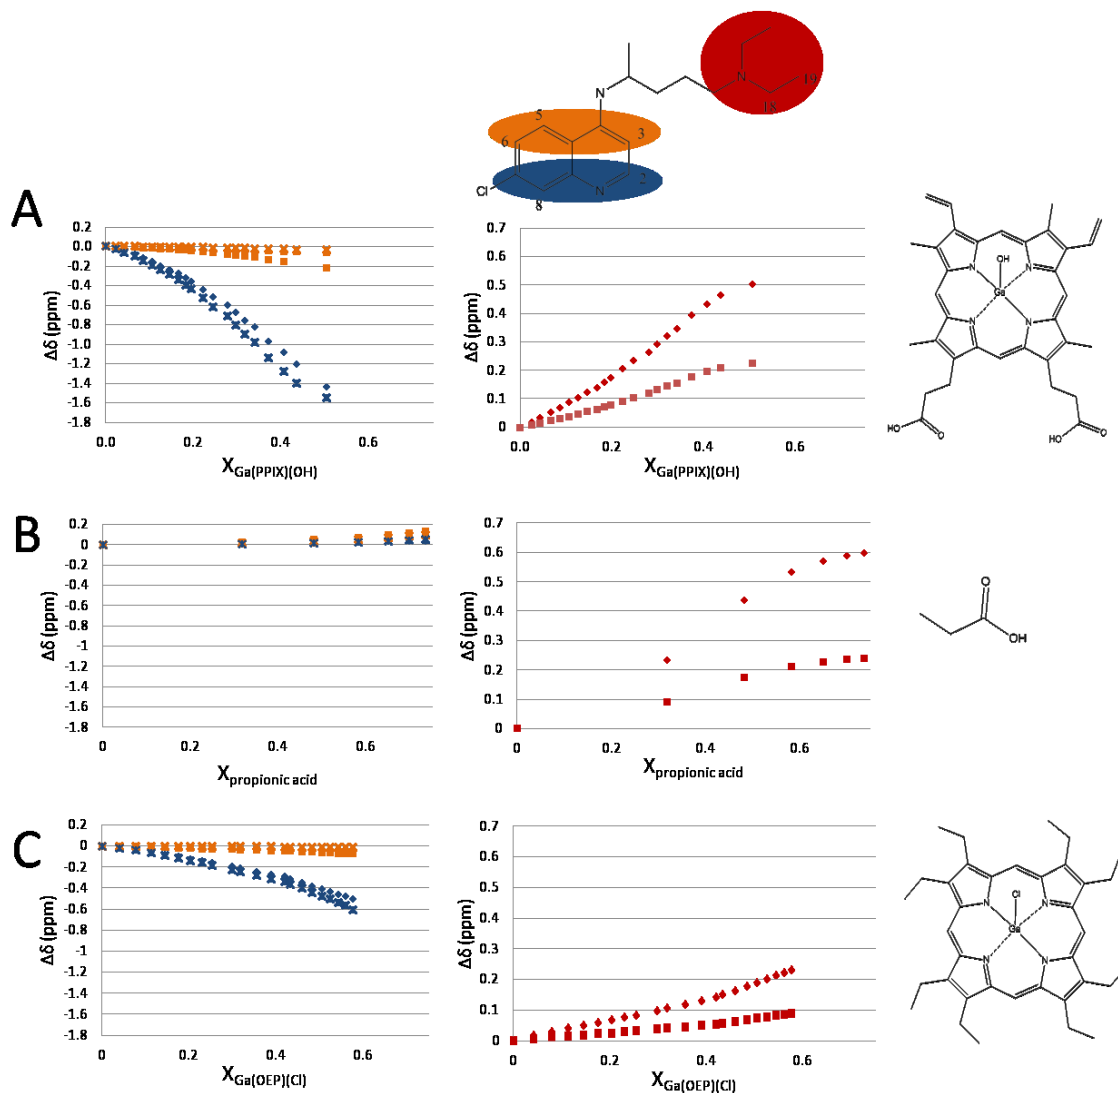 N
19
18
N
5
6
3
Cl
N
2
8
A
0.2
0.0
-0.2
-0.4
-0.6
-0.8
-1.0
-1.2
-1.4
-1.6
-1.8
Δδ (ppm)
0.0 0.2 0.4 0.6
XGa(PPIX)(OH)
0.7
0.6
0.5
0.4
0.3
0.2
0.1
0
Δδ (ppm)
0 0.2 0.4 0.6
XGa(PPIX)(OH)
OH
N N
Ga
N N
HO O
HO O
B
0.2
0
-0.2
-0.4
-0.6
-0.8
-1
-1.2
-1.4
-1.6
-1.8
Δδ (ppm)
0 0.2 0.4 0.6
Xpropionic acid
0.7
0.6
0.5
0.4
0.3
0.2
0.1
0
Δδ (ppm)
0 0.2 0.4 0.6
Xpropionic acid
O
OH
C
0.2
0
-0.2
-0.4
-0.6
-0.8
-1
-1.2
-1.4
-1.6
-1.8
Δδ (ppm)
0 0.2 0.4 0.6
XGa(OEP)(Cl)
0.7
0.6
0.5
0.4
0.3
0.2
0.1
0
Δδ (ppm)
0 0.2 0.4 0.6
XGa(OEP)(Cl)
Cl
N N
Ga
N N